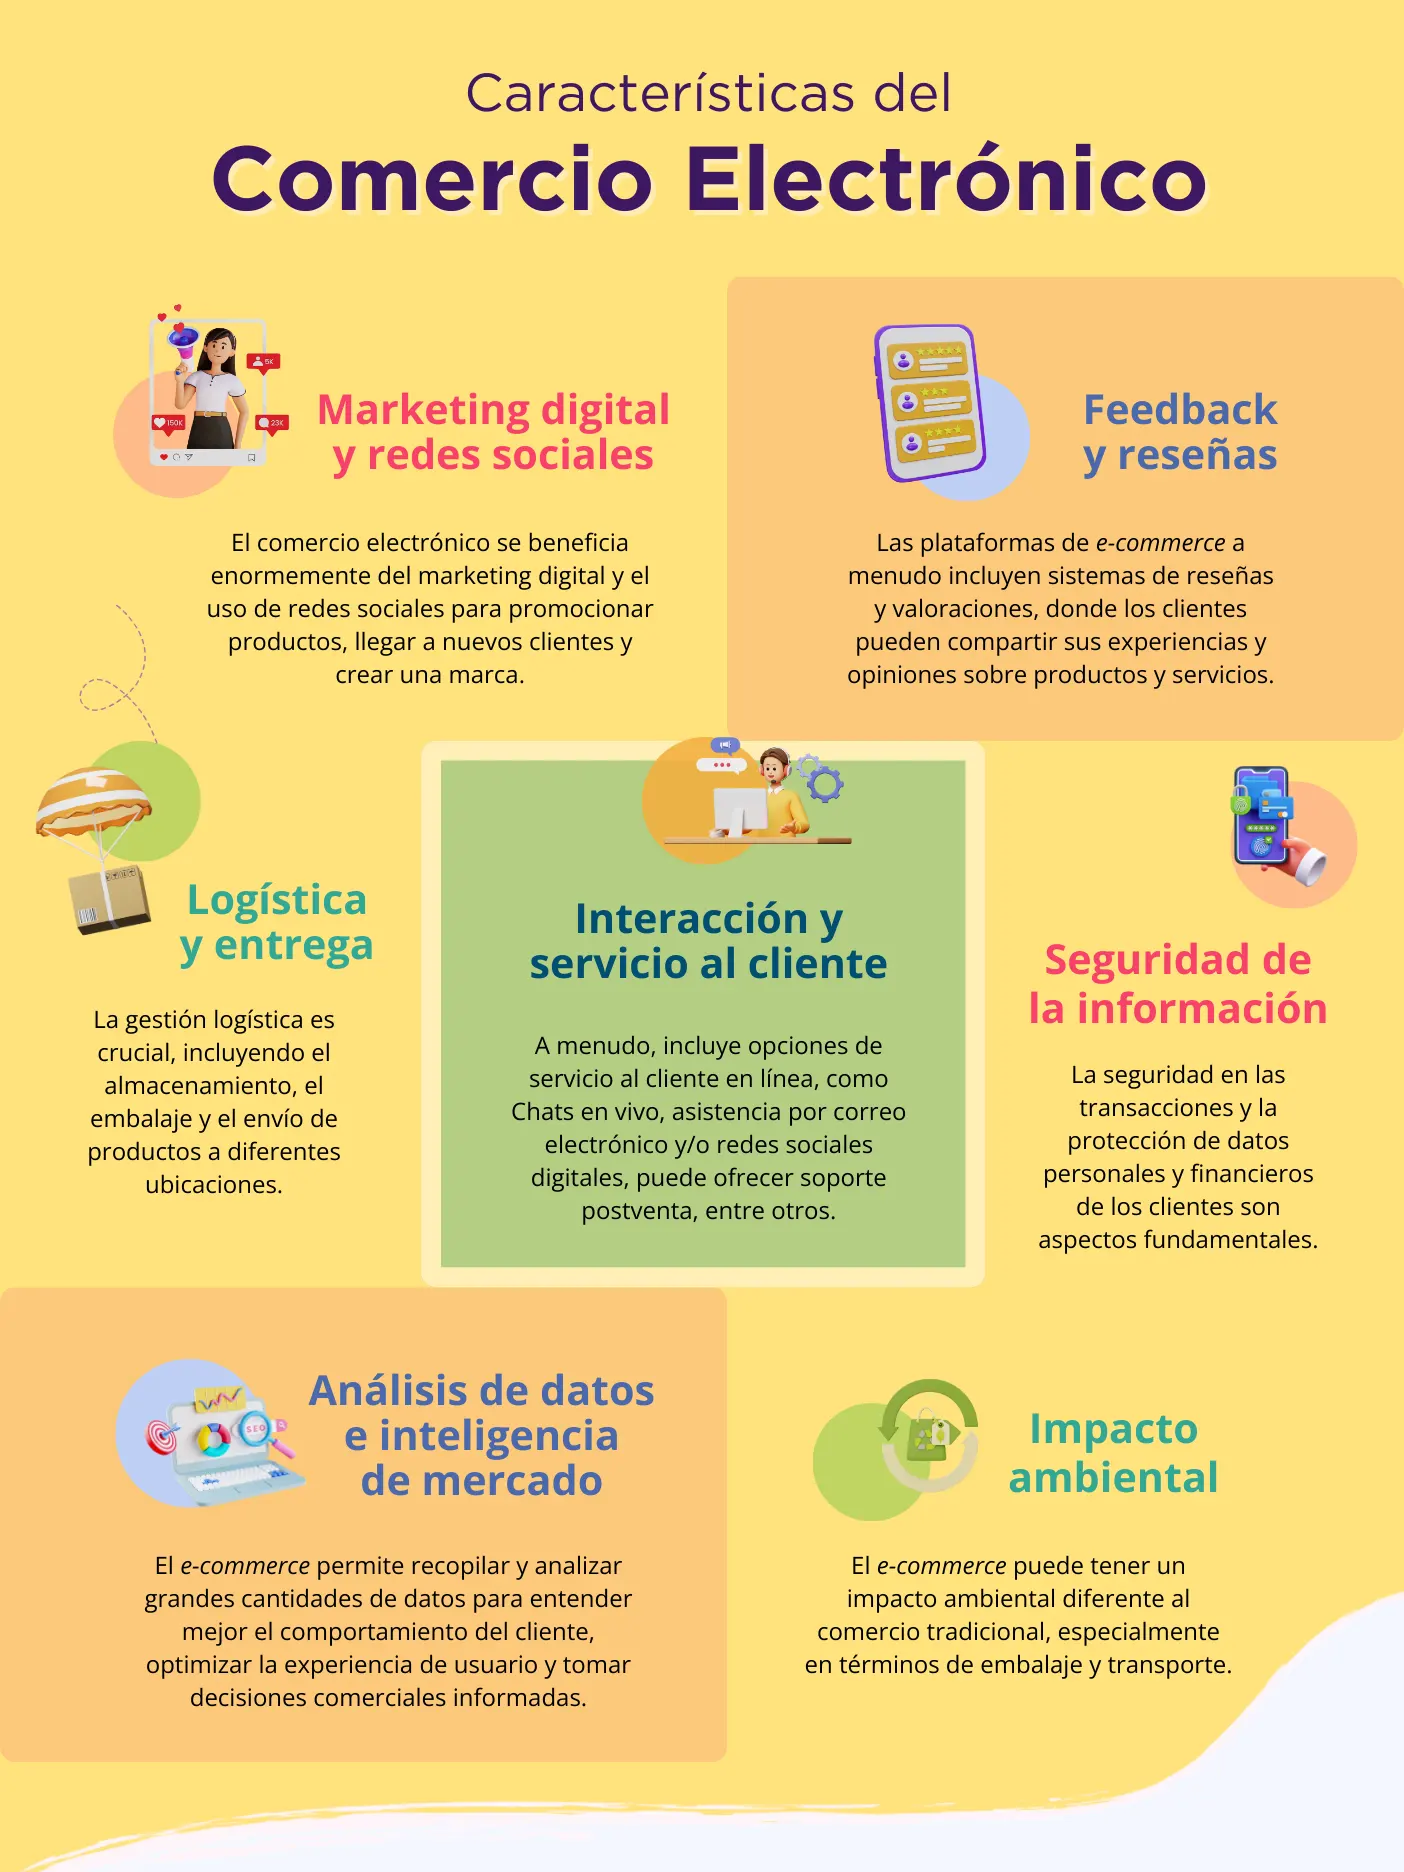 Características del
Comercio Electrónico
5K
150K
23K
Marketing digital
y redes sociales
El comercio electrónico se beneficia
enormemente del marketing digital y el
uso de redes sociales para promocionar
productos, llegar a nuevos clientes y
crear una marca.
Feedback
y reseñas
Las plataformas de e-commerce a
menudo incluyen sistemas de reseñas
y valoraciones, donde los clientes
pueden compartir sus experiencias y
opiniones sobre productos y servicios.
Logística
y entrega
La gestión logística es
crucial, incluyendo el
almacenamiento, el
embalaje y el envío de
productos a diferentes
ubicaciones.
Interacción y
servicio al cliente
A menudo, incluye opciones de
servicio al cliente en línea, como
Chats en vivo, asistencia por correo
electrónico y/o redes sociales
digitales, puede ofrecer soporte
postventa, entre otros.
Seguridad de
la información
La seguridad en las
transacciones y la
protección de datos
personales y financieros
de los clientes son
aspectos fundamentales.
SEO
Análisis de datos
e inteligencia
de mercado
El e-commerce permite recopilar y analizar
grandes cantidades de datos para entender
mejor el comportamiento del cliente,
optimizar la experiencia de usuario y tomar
decisiones comerciales informadas.
Impacto
ambiental
El e-commerce puede tener un
impacto ambiental diferente al
comercio tradicional, especialmente
en términos de embalaje y transporte.